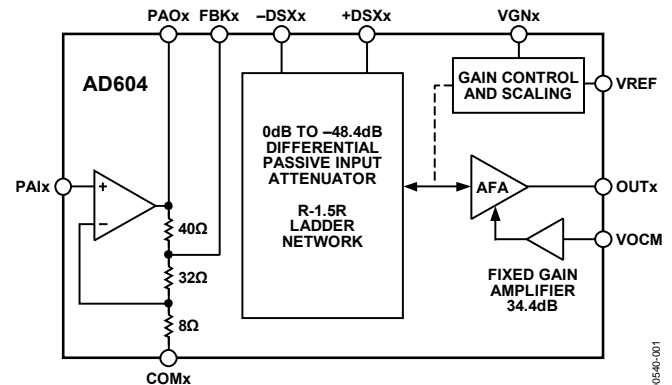 PAOx FBKx –DSXx +DSXx VGNx
AD604
GAIN CONTROL
AND SCALING
VREF
0dB TO –48.4dB
DIFFERENTIAL
PASSIVE INPUT
ATTENUATOR
R-1.5R
LADDER
NETWORK
PAIx
+
–
AFA
OUTx
VOCM
40Ω
32Ω
8Ω
FIXED GAIN
AMPLIFIER
34.4dB
COMx
0540-001